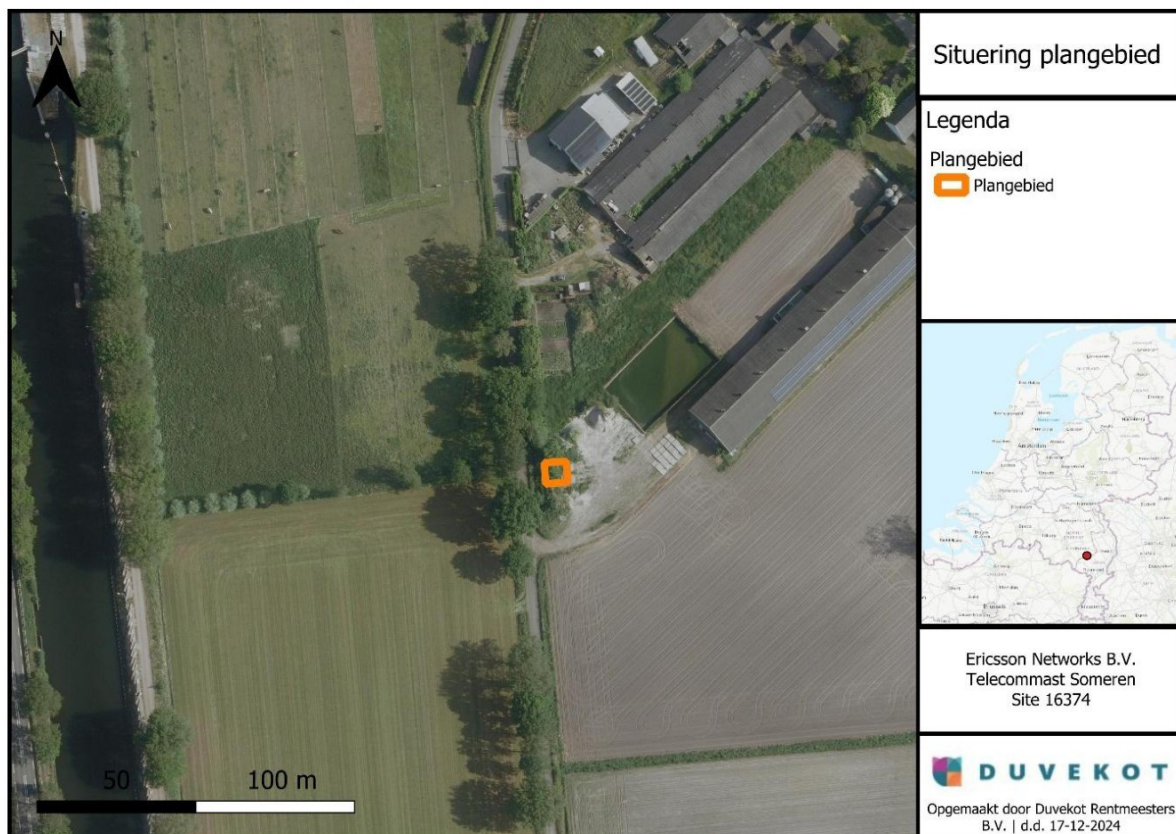 N
50
100 m
Situering plangebied
Legenda
Plangebied
Plangebied
Amsterdam
Ericsson Networks B.V.
Telecommast Someren
Site 16374
DUVEKOT
Opgemaakt door Duvekot Rentmeesters
B.V. | d.d. 17-12-2024